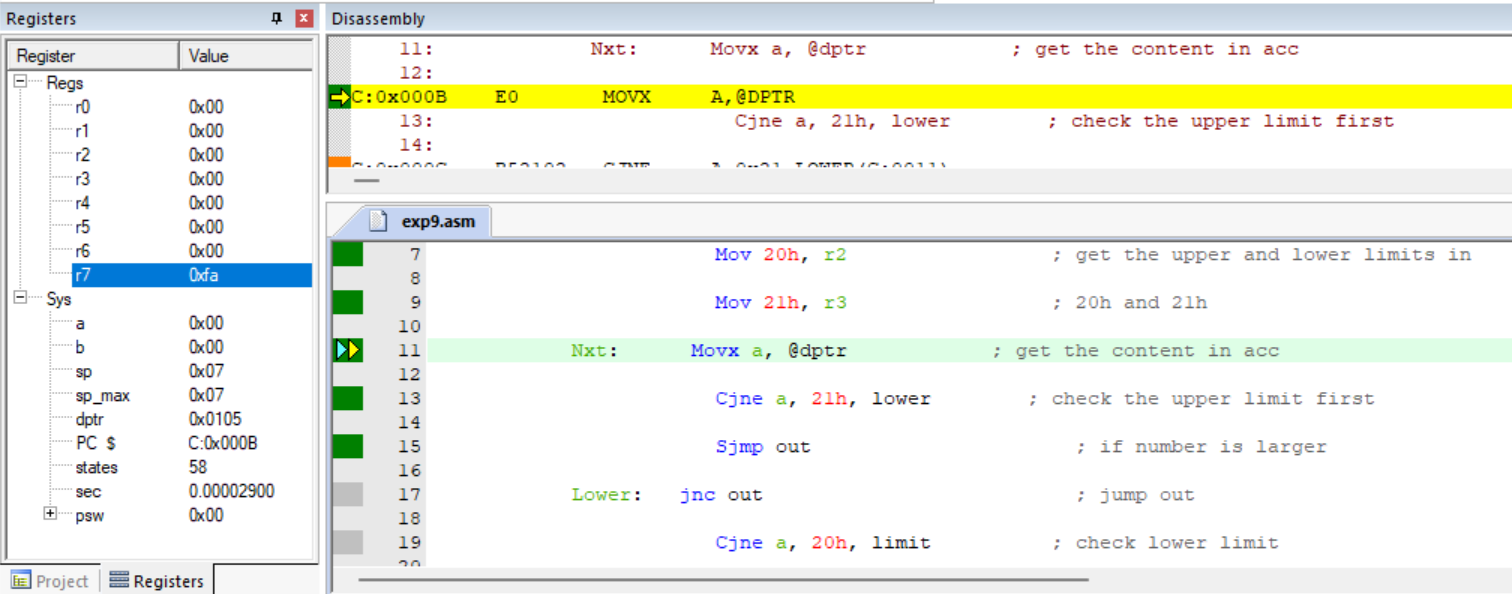 Registers
Register Value
Regs
r0 0x00
r1 0x00
r2 0x00
r3 0x00
r4 0x00
r5 0x00
r6 0x00
r7 0xfa
Sys
a 0x00
b 0x00
sp 0x07
sp_max 0x07
dptr 0x0105
PC $ C:0x000B
states 58
sec 0.00002900
psw 0x00
Project Registers
Disassembly
11: Nxt: Movx a, @dptr ; get the content in acc
12:
C:0x000B E0 MOVX A,@DPTR
13: Cjne a, 21h, lower ; check the upper limit first
14:
exp9.asm
7 Mov 20h, r2 ; get the upper and lower limits in
8
9 Mov 21h, r3 ; 20h and 21h
10
11 Nxt: Movx a, @dptr ; get the content in acc
12
13 Cjne a, 21h, lower ; check the upper limit first
14
15 Sjmp out ; if number is larger
16
17 Lower: jnc out ; jump out
18
19 Cjne a, 20h, limit ; check lower limit